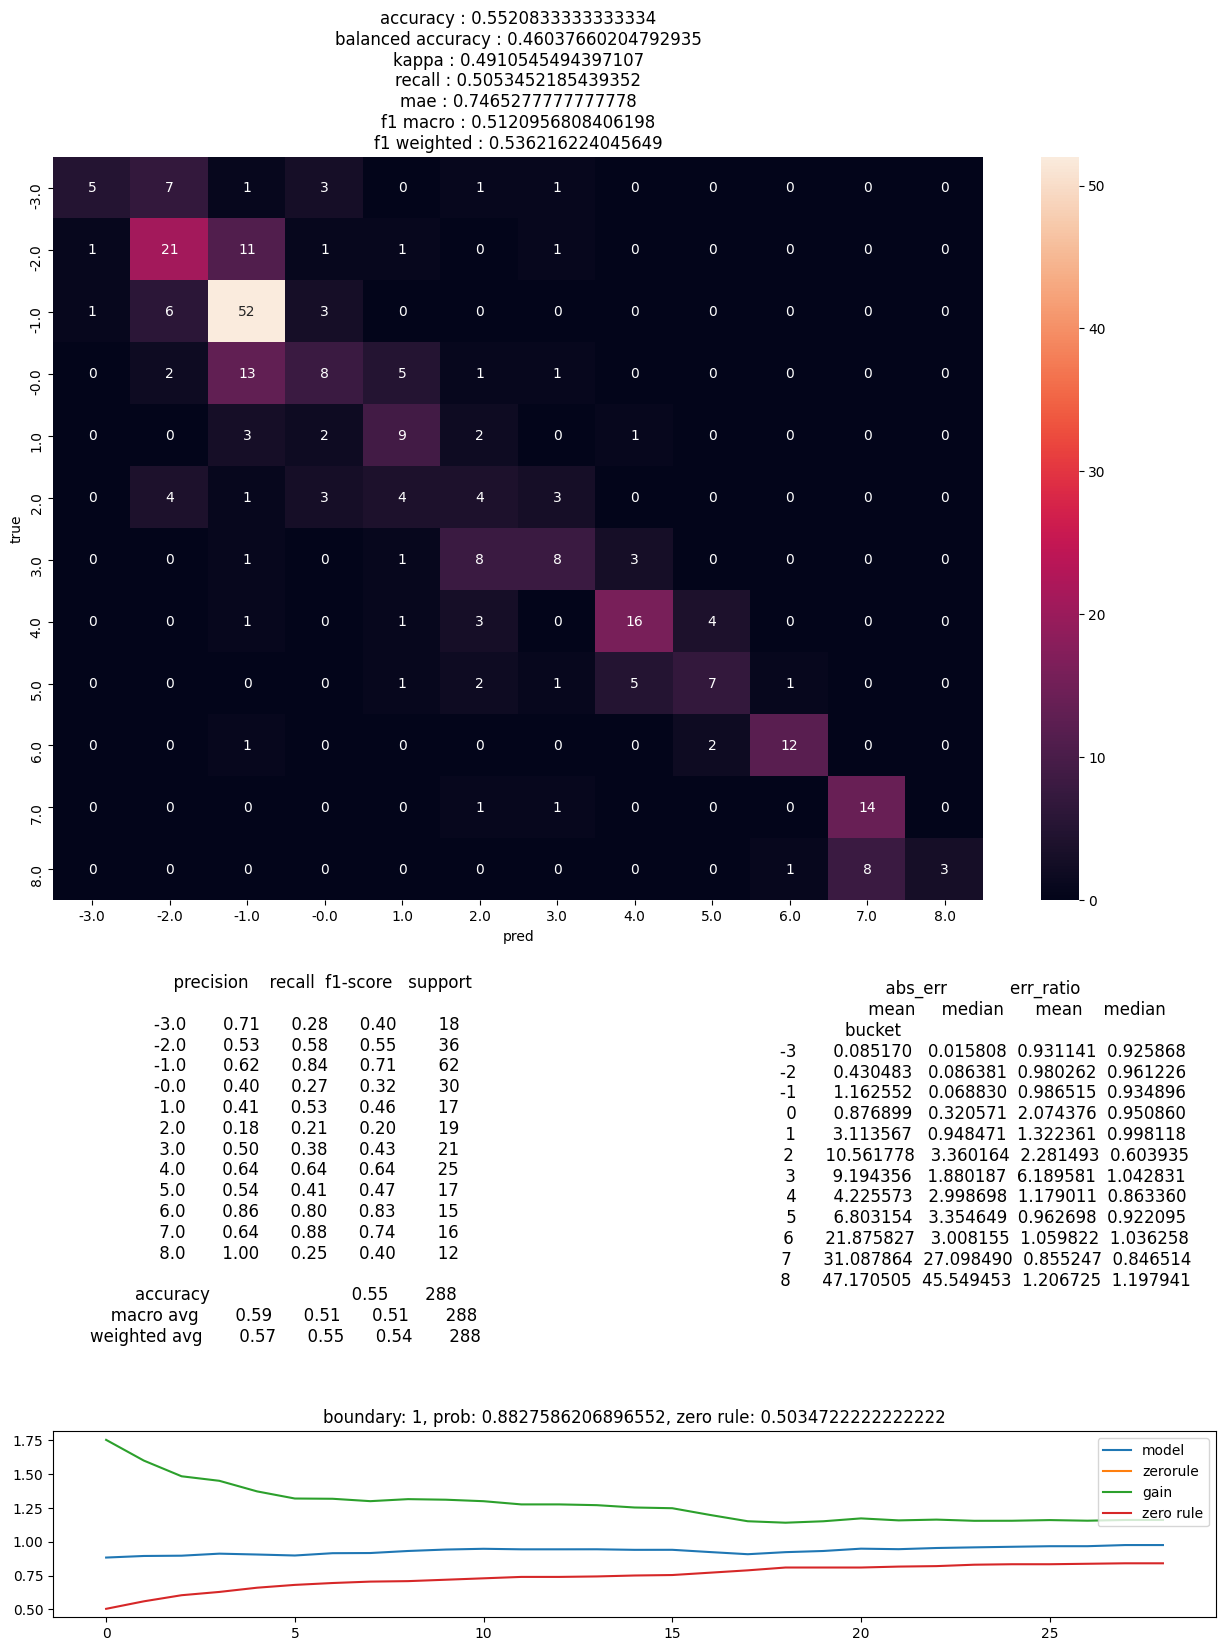 accuracy : 0.5520833333333334
balanced accuracy : 0.46037660204792935
kappa : 0.4910545494397107
recall : 0.5053452185439352
mae : 0.7465277777777778
f1 macro : 0.5120956808406198
f1 weighted : 0.536216224045649
-3.0 5 7 1 3 0 1 1 0 0 0 0 0
-2.0 1 21 11 1 1 0 1 0 0 0 0 0
-1.0 1 6 52 3 0 0 0 0 0 0 0 0
-0.0 0 2 13 8 5 1 1 0 0 0 0 0
1.0 0 0 3 2 9 2 0 1 0 0 0 0
2.0 0 4 1 3 4 4 3 0 0 0 0 0
3.0 0 0 1 0 1 8 8 3 0 0 0 0
4.0 0 0 1 0 1 3 0 16 4 0 0 0
5.0 0 0 0 0 1 2 1 5 7 1 0 0
6.0 0 0 1 0 0 0 0 0 2 12 0 0
7.0 0 0 0 0 0 1 1 0 0 0 14 0
8.0 0 0 0 0 0 0 0 0 0 1 8 3
true
-3.0 -2.0 -1.0 -0.0 1.0 2.0 3.0 4.0 5.0 6.0 7.0 8.0
pred
50
40
30
20
10
0
precision recall f1-score support
-3.0 0.71 0.28 0.40 18
-2.0 0.53 0.58 0.55 36
-1.0 0.62 0.84 0.71 62
-0.0 0.40 0.27 0.32 30
1.0 0.41 0.53 0.46 17
2.0 0.18 0.21 0.20 19
3.0 0.50 0.38 0.43 21
4.0 0.64 0.64 0.64 25
5.0 0.54 0.41 0.47 17
6.0 0.86 0.80 0.83 15
7.0 0.64 0.88 0.74 16
8.0 1.00 0.25 0.40 12
accuracy 0.55 288
macro avg 0.59 0.51 0.51 288
weighted avg 0.57 0.55 0.54 288
abs_err err_ratio
mean median mean median
bucket
-3 0.085170 0.015808 0.931141 0.925868
-2 0.430483 0.086381 0.980262 0.961226
-1 1.162552 0.068830 0.986515 0.934896
0 0.876899 0.320571 2.074376 0.950860
1 3.113567 0.948471 1.322361 0.998118
2 10.561778 3.360164 2.281493 0.603935
3 9.194356 1.880187 6.189581 1.042831
4 4.225573 2.998698 1.179011 0.863360
5 6.803154 3.354649 0.962698 0.922095
6 21.875827 3.008155 1.059822 1.036258
7 31.087864 27.098490 0.855247 0.846514
8 47.170505 45.549453 1.206725 1.197941
boundary: 1, prob: 0.8827586206896552, zero rule: 0.5034722222222222
1.75
1.50
1.25
1.00
0.75
0.50
0 5 10 15 20 25
model
zerorule
gain
zero rule